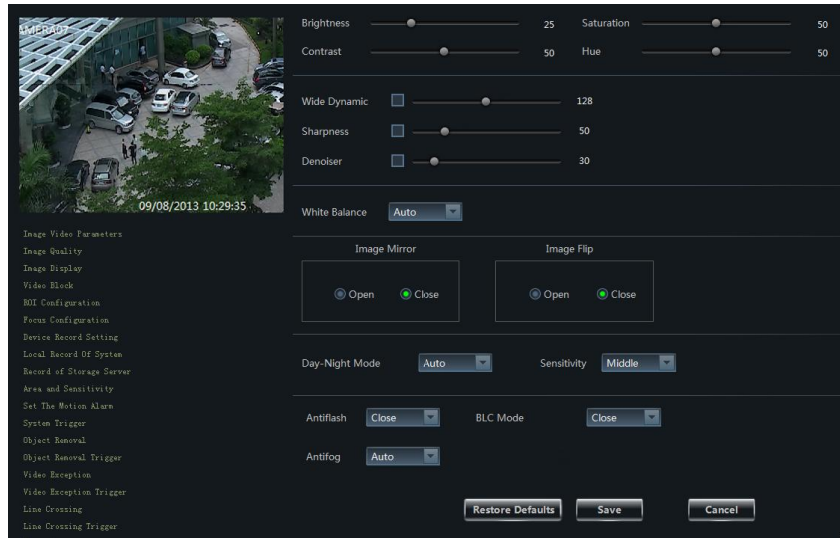 AMERA07
09/08/2013 10:29:35
Image Video Parameters
Image Quality
Image Display
Video Block
ROI Configuration
Focus Configuration
Device Record Setting
Local Record Of System
Record of Storage Server
Area and Sensitivity
Set The Motion Alarm
System Trigger
Object Removal
Object Removal Trigger
Video Exception
Video Exception Trigger
Line Crossing
Line Crossing Trigger
Brightness 25 Saturation 50
Contrast 50 Hue 50
Wide Dynamic 128
Sharpness 50
Denoiser 30
White Balance Auto
Image Mirror Image Flip
Open Close Open Close
Day-Night Mode Auto Sensitivity Middle
Antiflash Close BLC Mode Close
Antifog Auto
Restore Defaults Save Cancel